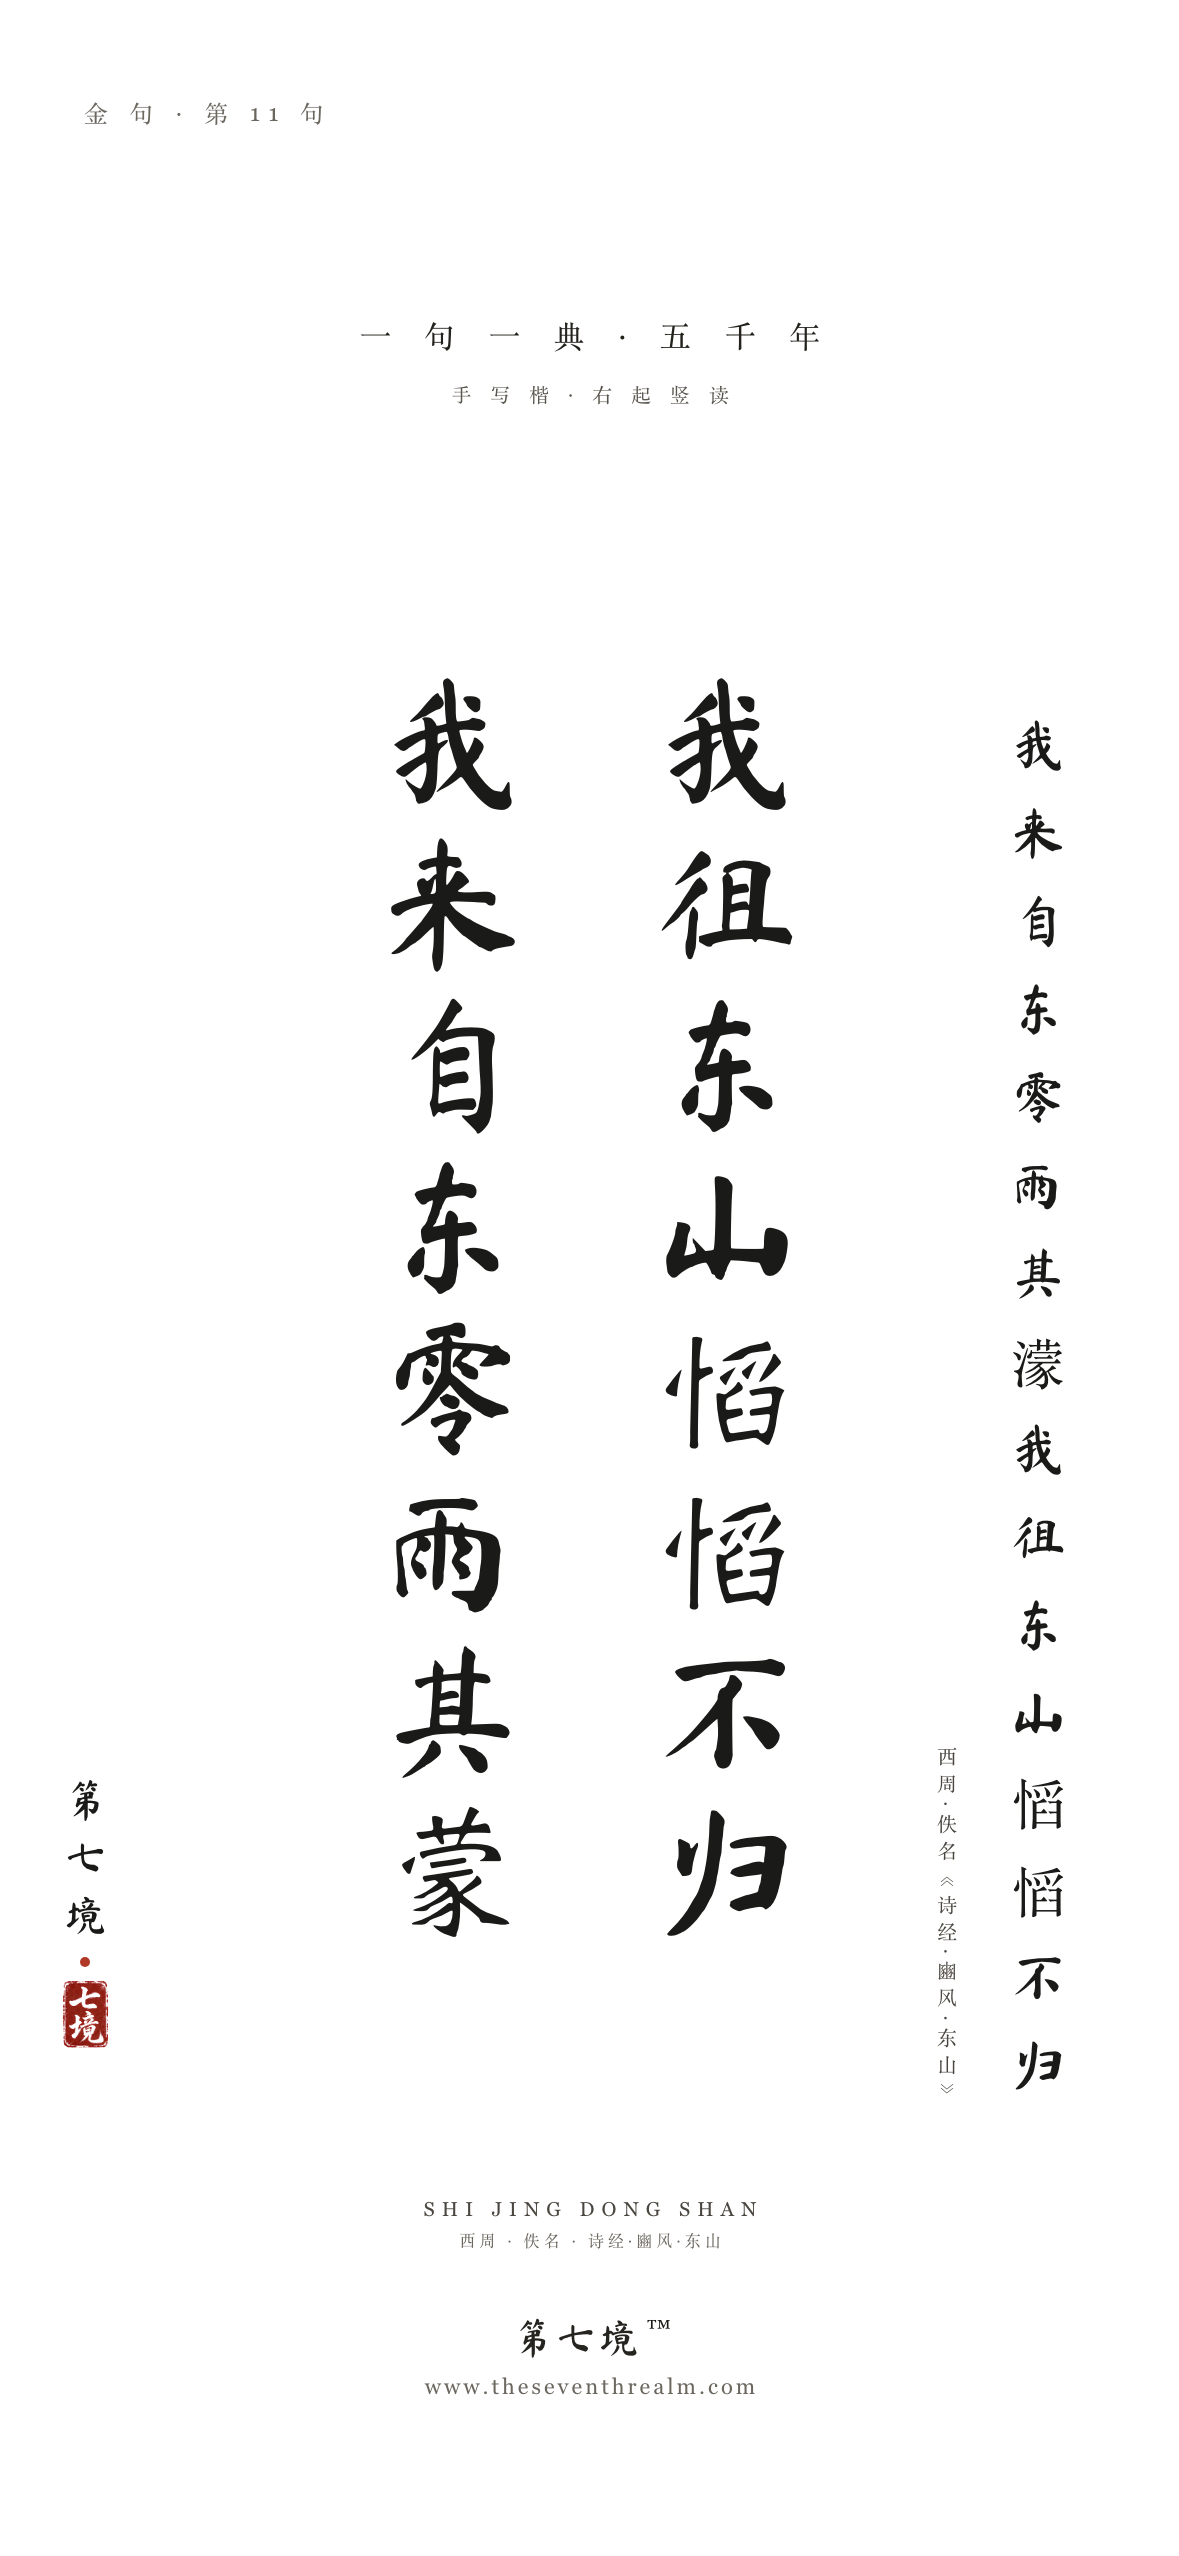 金句·第11句
一句一典·五千年
手写楷·右起竖读
我来自东零雨其濛我徂东山慆慆不归
西周·佚名《诗经·豳风·东山》
我徂东山慆慆不归
我来自东零雨其蒙
第七境
七境
SHI JING DONG SHAN
西周 · 佚名 · 诗经·豳风·东山
第七境™
www.theseventhrealm.com